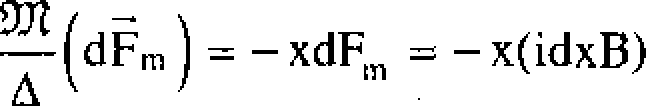 𝔐/Δ (dF⃗ₘ) = − xdFₘ = − x(idxB)